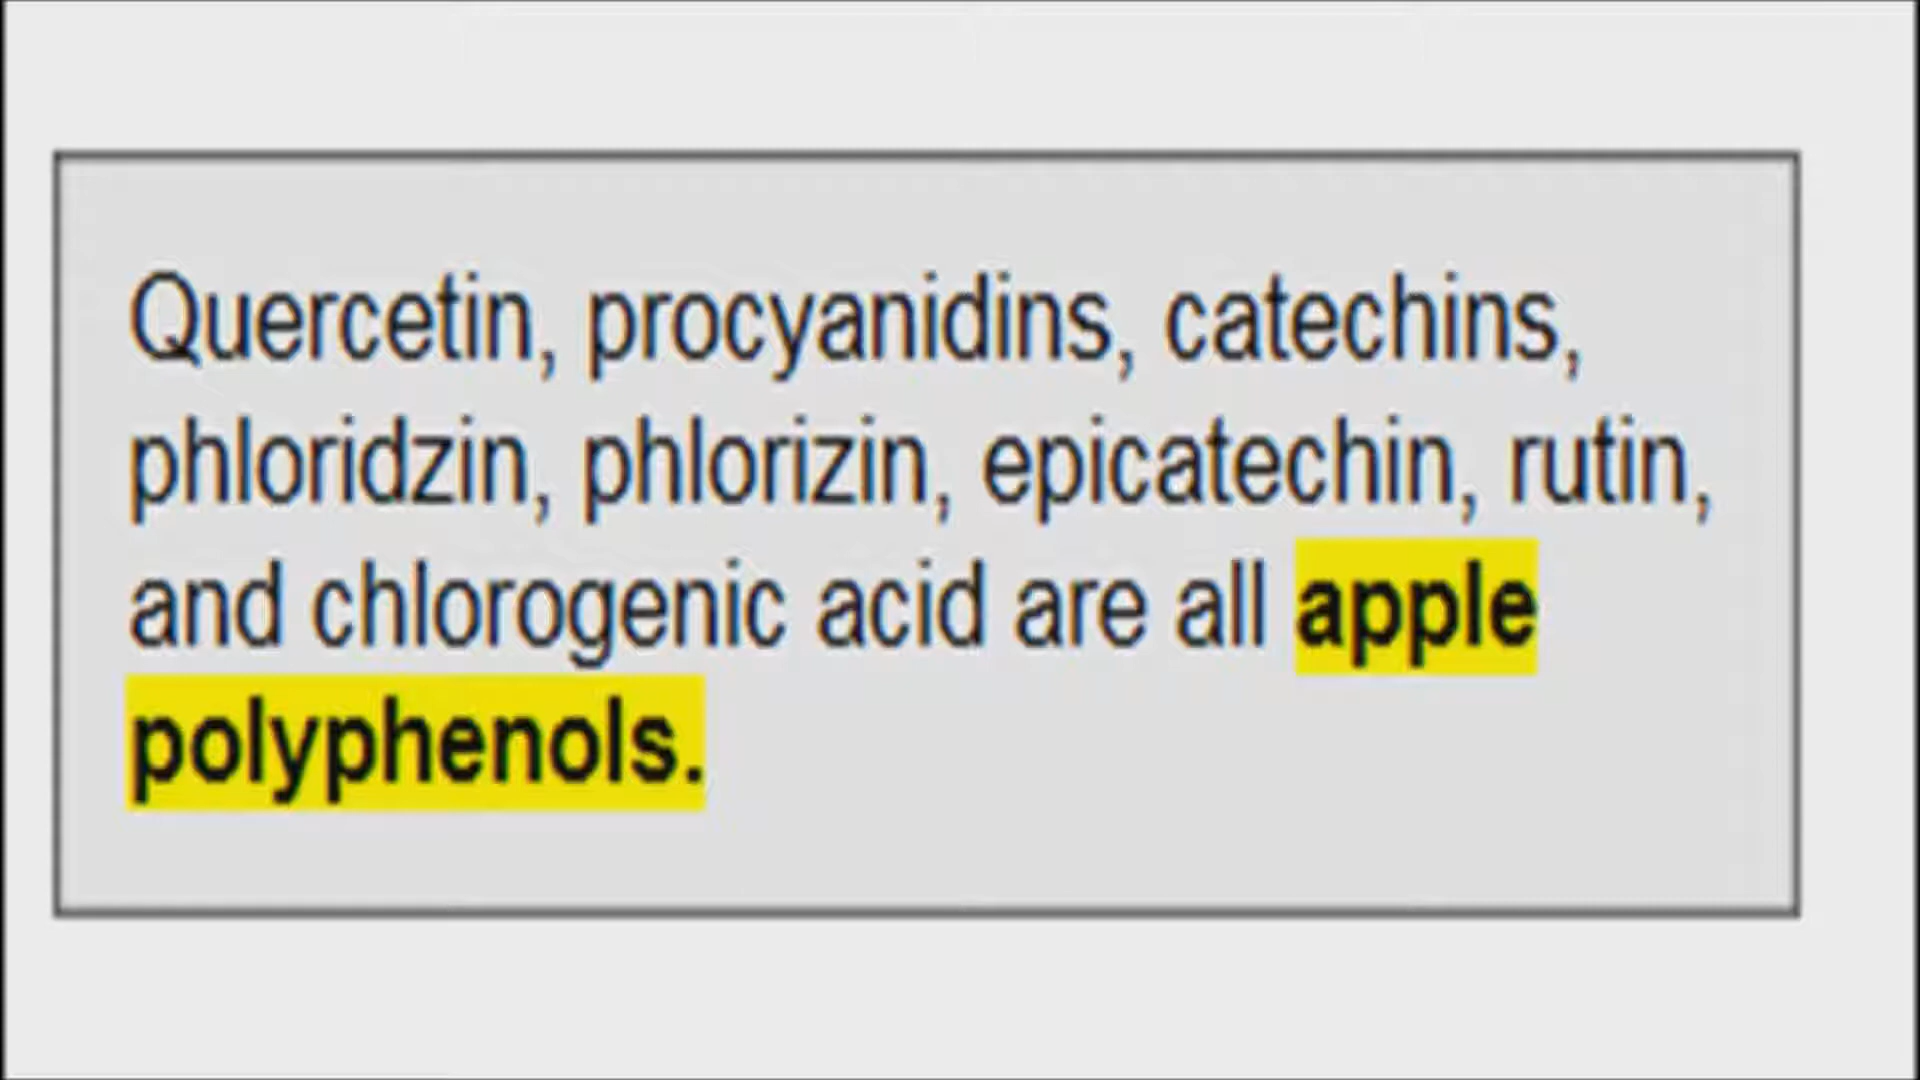 Quercetin, procyanidins, catechins,
phloridzin, phlorizin, epicatechin, rutin,
and chlorogenic acid are all apple
polyphenols.